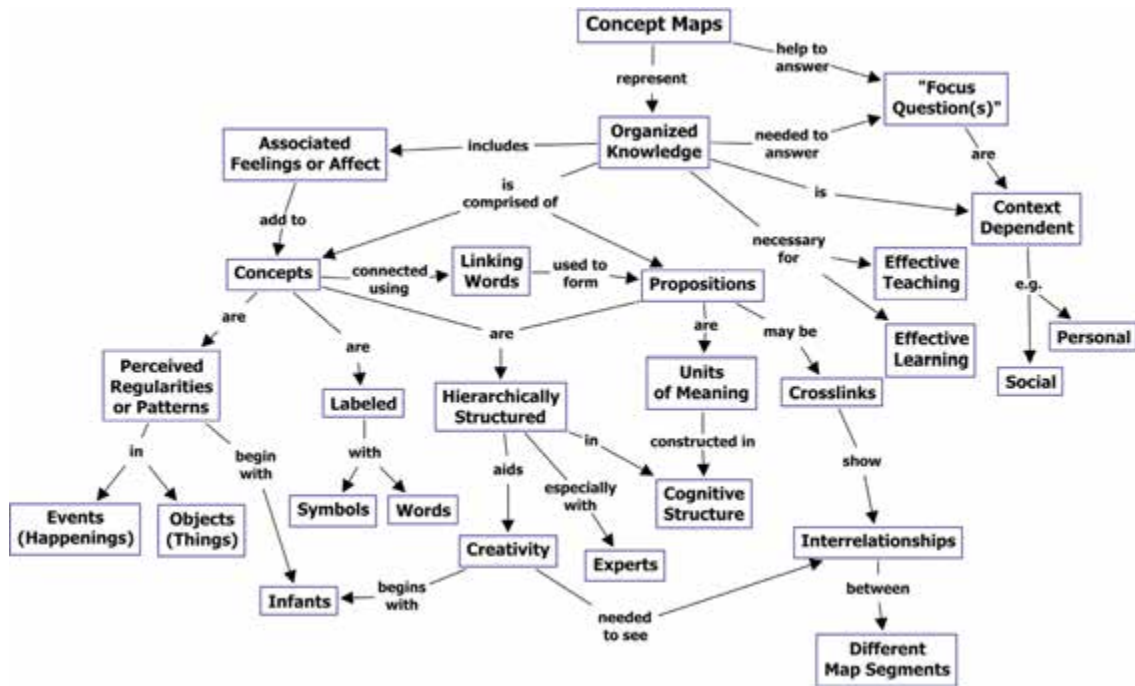 Concept Maps
help to
answer
represent
"Focus
Question(s)"
Organized
Knowledge
needed to
answer
Associated
Feelings or Affect
includes
are
is
is
comprised of
Context
Dependent
add to
necessary
for
Concepts
connected
using
Linking
Words
used to
form
Propositions
Effective
Teaching
e.g.
are
are
are
are
may be
Personal
Effective
Learning
Perceived
Regularities
or Patterns
Labeled
Hierarchically
Structured
Units
of Meaning
Crosslinks
Social
in
begin
with
with
in
aids
constructed in
show
especially
with
Events
(Happenings)
Objects
(Things)
Symbols
Words
Cognitive
Structure
Creativity
Experts
Interrelationships
Infants
begins
with
needed
to see
between
Different
Map Segments